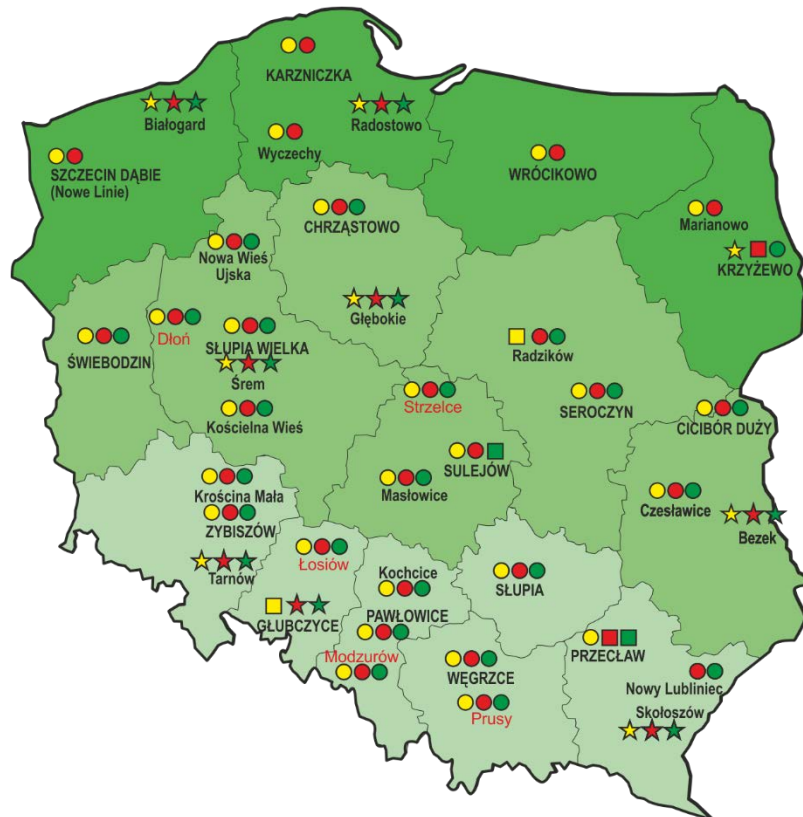 KARZNICZKA
Białogard
Radostowo
Wyczechy
SZCZECIN DĄBIE
(Nowe Linie)
WRÓCIKOWO
Marianowo
CHRZĄSTOWO
Nowa Wieś
Ujska
KRZYŻEWO
Głębokie
Dłoń
SŁUPIA WIELKA
ŚWIEBODZIN
Radzików
Śrem
Strzelce
SEROCZYN
Kościelna Wieś
CICIBÓR DUŻY
SULEJÓW
Masłowice
Krościna Mała
Czesławice
ZYBISZÓW
Bezek
Łosiów
Kochcice
Tarnów
SŁUPIA
PAWŁOWICE
GŁUBCZYCE
Modzurów
WĘGRZCE
PRZECŁAW
Nowy Lubliniec
Prusy
Skołoszów